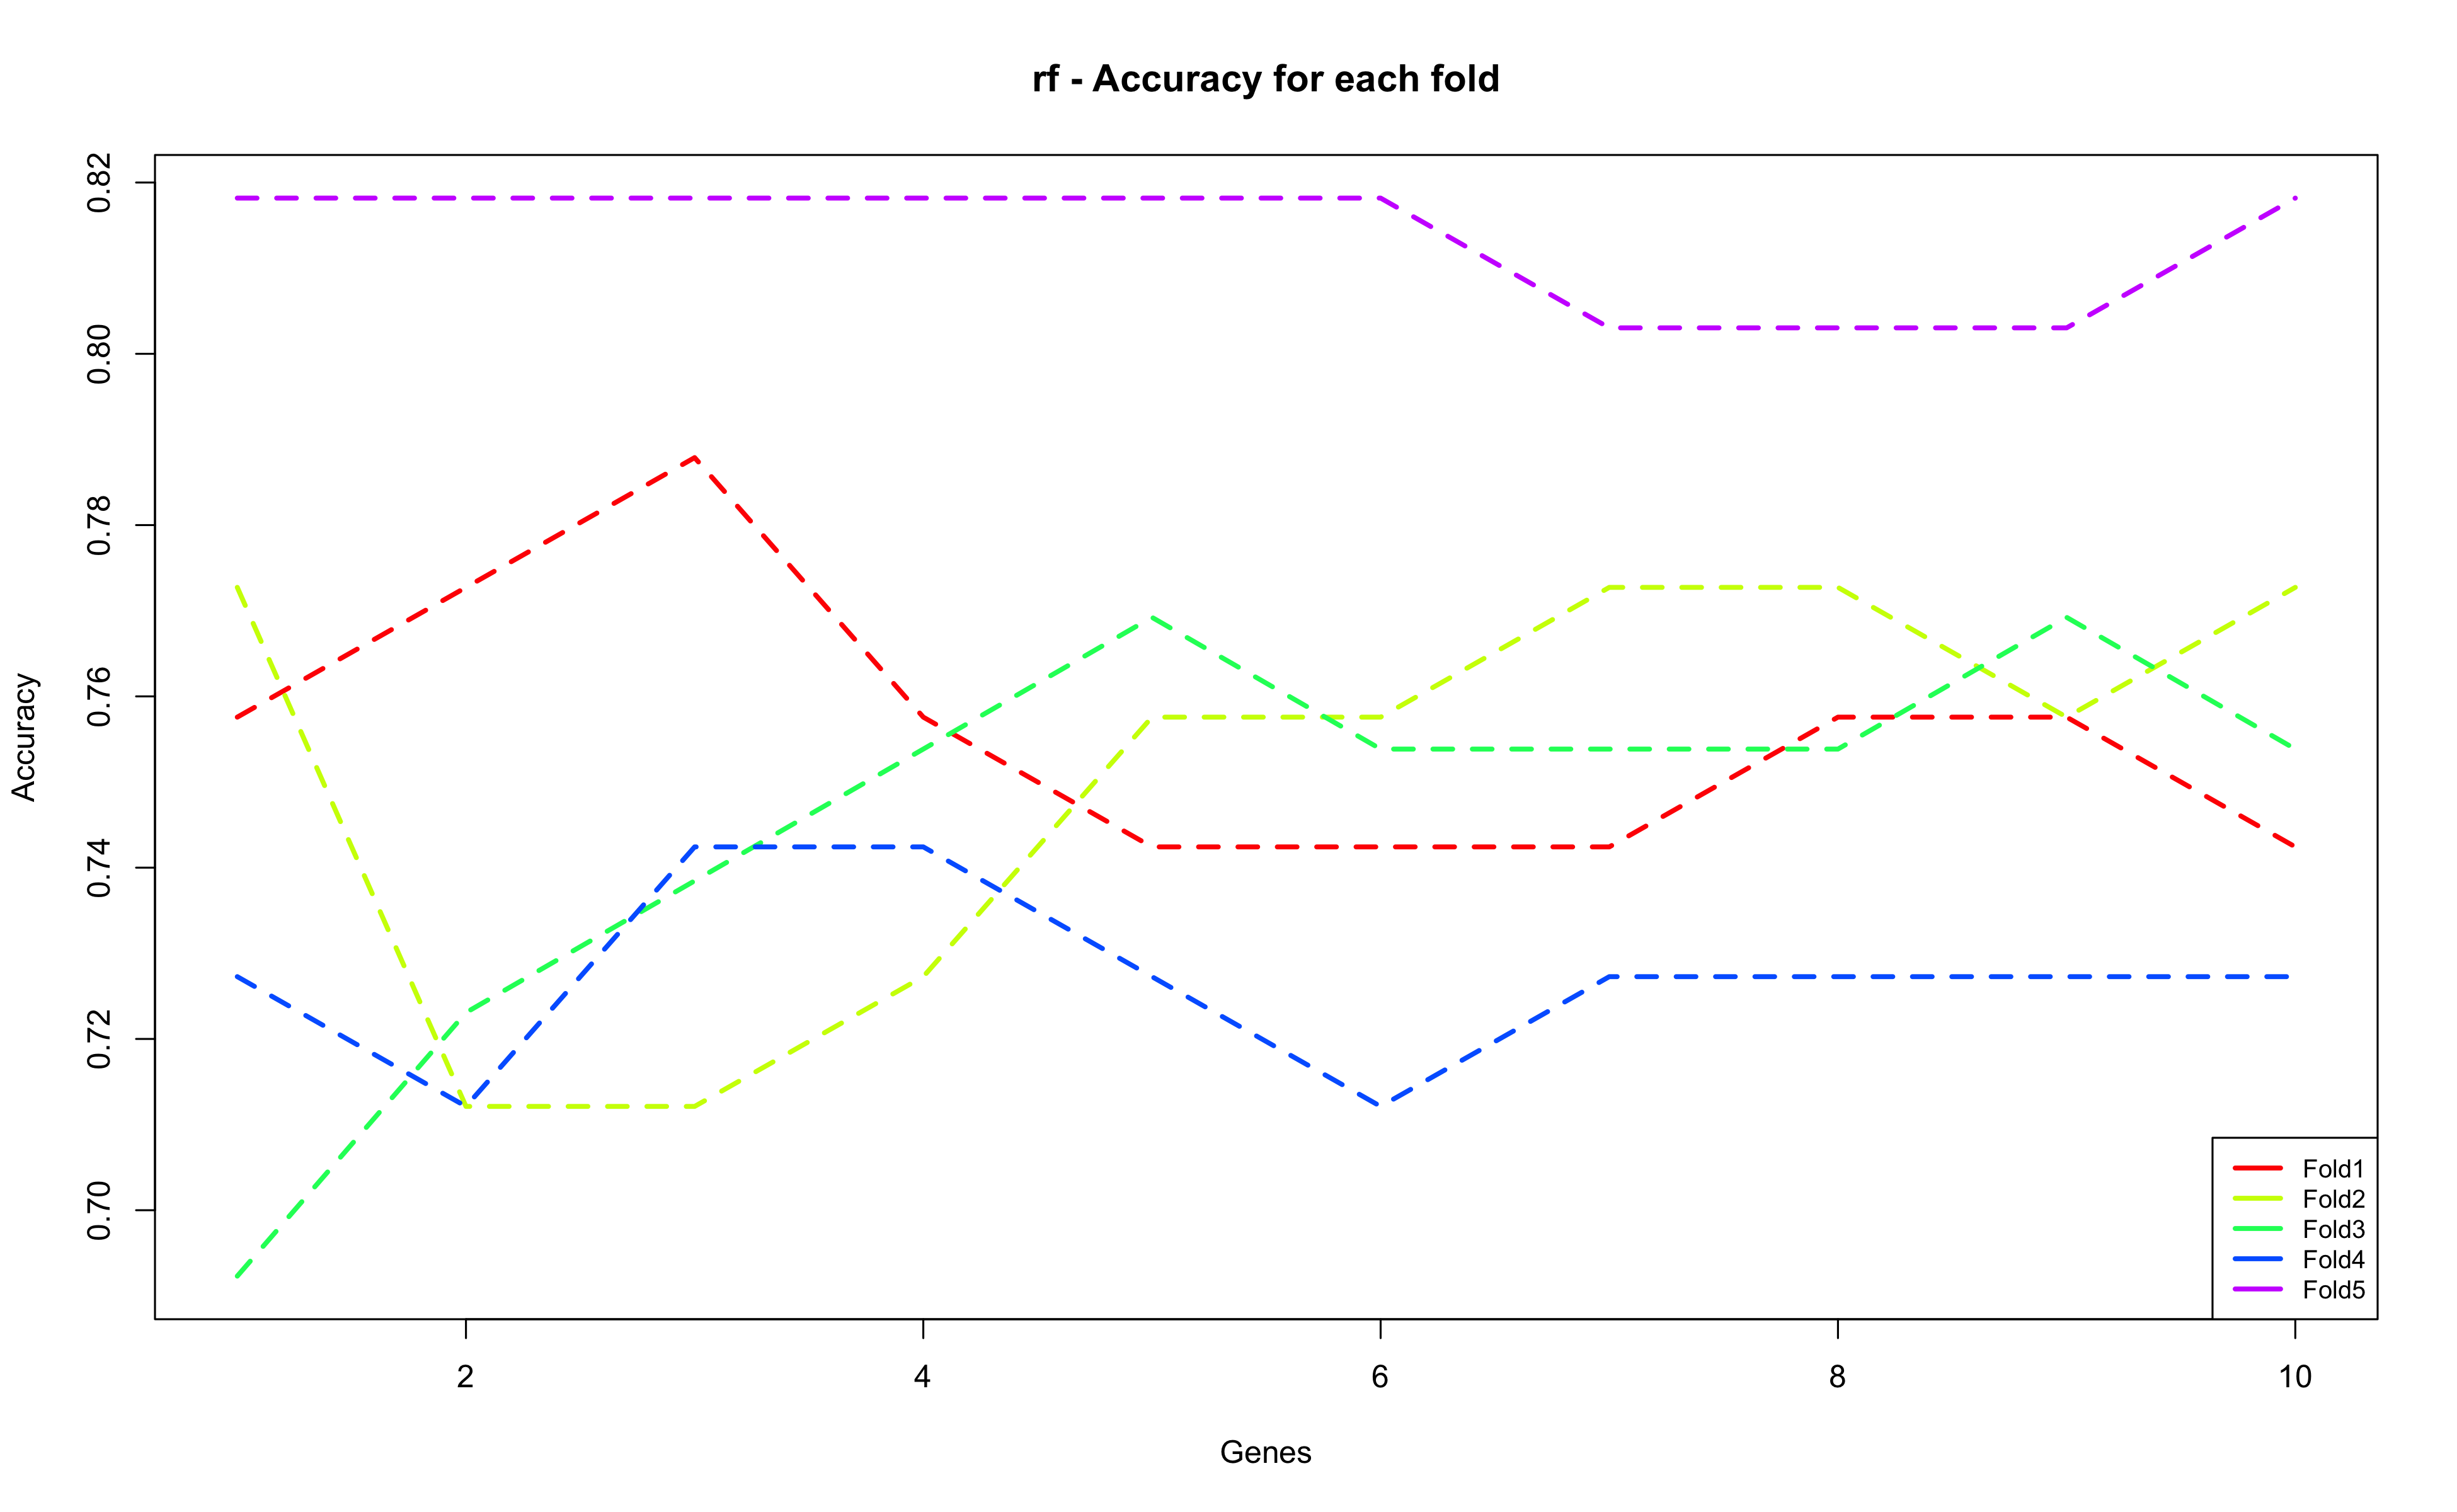 rf - Accuracy for each fold
Accuracy
0.82
0.80
0.78
0.76
0.74
0.72
0.70
2
4
6
8
10
Genes
Fold1
Fold2
Fold3
Fold4
Fold5